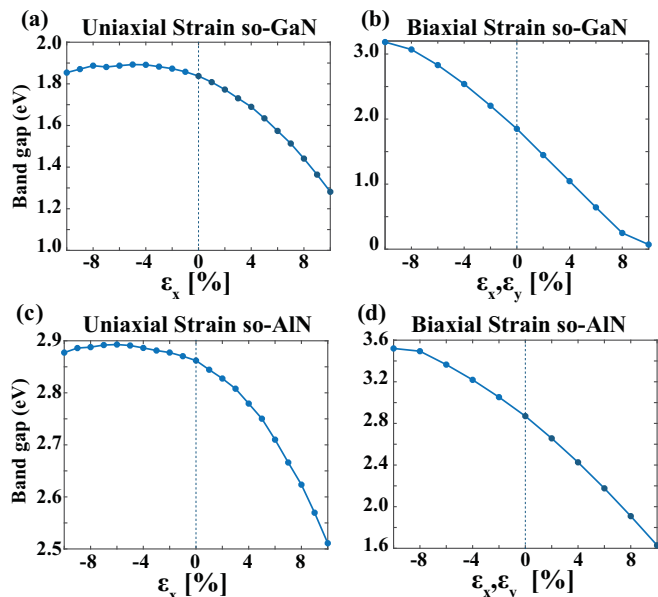 (a) Uniaxial Strain so-GaN
Band gap (eV)
2.0
1.8
1.6
1.4
1.2
1.0
-8 -4 0 4 8
εx [%]
(b) Biaxial Strain so-GaN
3.0
2.0
1.0
0
-8 -4 0 4 8
εx,εy [%]
(c) Uniaxial Strain so-AlN
Band gap (eV)
2.9
2.8
2.7
2.6
2.5
-8 -4 0 4 8
εx [%]
(d) Biaxial Strain so-AlN
3.6
3.2
2.8
2.4
2.0
1.6
-8 -4 0 4 8
εx,εy [%]